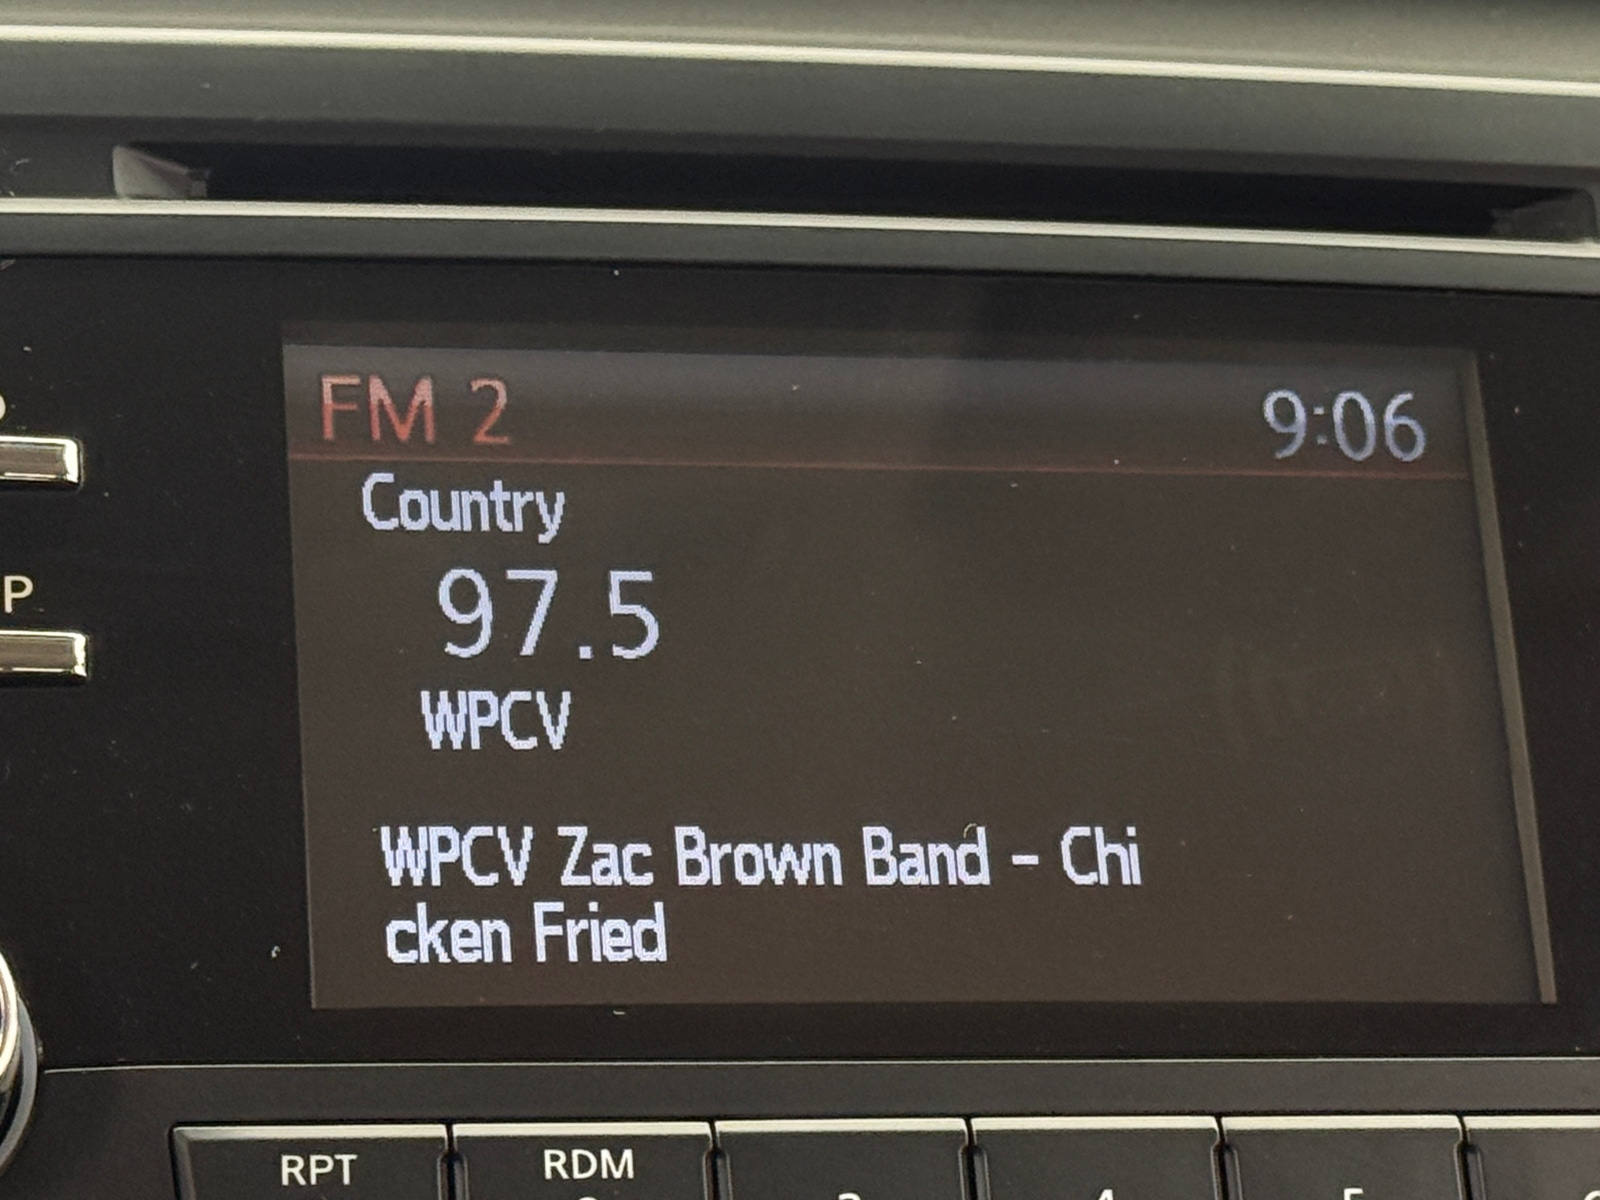 FM 2 9:06
Country
97.5
WPCV
WPCV Zac Brown Band - Chi
cken Fried
P
RPT RDM